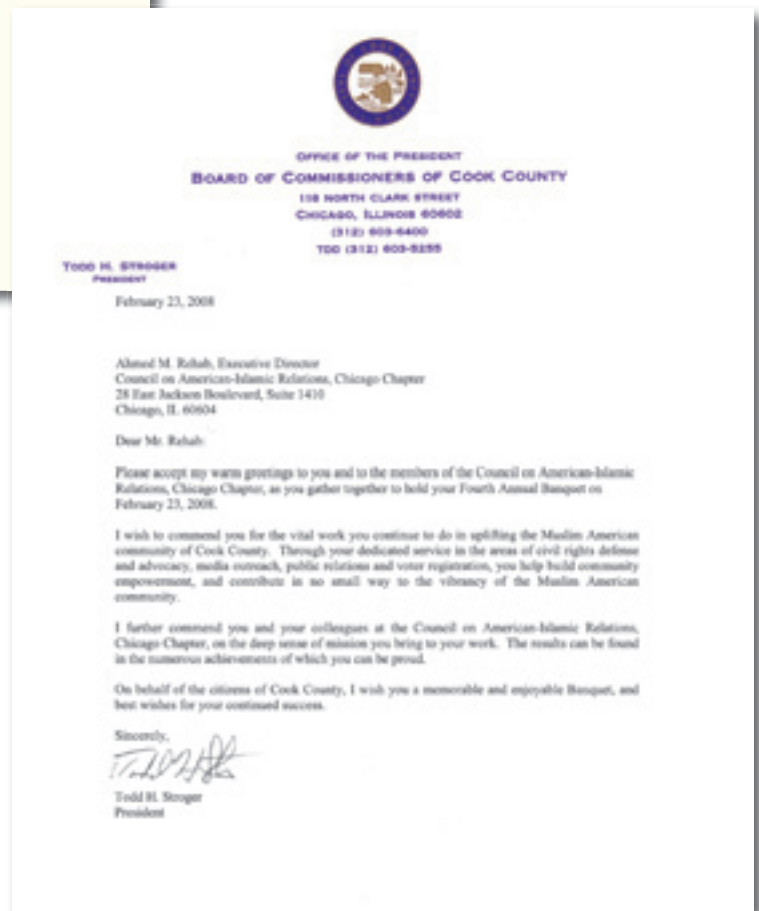 OFFICE OF THE PRESIDENT
BOARD OF COMMISSIONERS OF COOK COUNTY
118 NORTH CLARK STREET
CHICAGO, ILLINOIS 60602
(312) 603-6400
TDD (312) 603-5255
TODD H. STROGER
PRESIDENT
February 23, 2008
Ahmed M. Rehab, Executive Director
Council on American-Islamic Relations, Chicago Chapter
28 East Jackson Boulevard, Suite 1410
Chicago, IL 60604
Dear Mr. Rehab:
Please accept my warm greetings to you and to the members of the Council on American-Islamic
Relations, Chicago Chapter, as you gather together to hold your Fourth Annual Banquet on
February 23, 2008.
I wish to commend you for the vital work you continue to do in uplifting the Muslim American
community of Cook County. Through your dedicated service in the areas of civil rights defense
and advocacy, media outreach, public relations and voter registration, you help build community
empowerment, and contribute in no small way to the vibrancy of the Muslim American
community.
I further commend you and your colleagues at the Council on American-Islamic Relations,
Chicago Chapter, on the deep sense of mission you bring to your work. The results can be found
in the numerous achievements of which you can be proud.
On behalf of the citizens of Cook County, I wish you a memorable and enjoyable Banquet, and
best wishes for your continued success.
Sincerely,
Todd H. Stroger
President